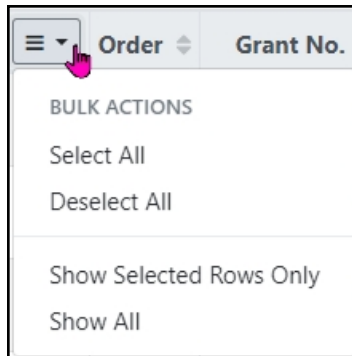 Order Grant No.
BULK ACTIONS
Select All
Deselect All
Show Selected Rows Only
Show All